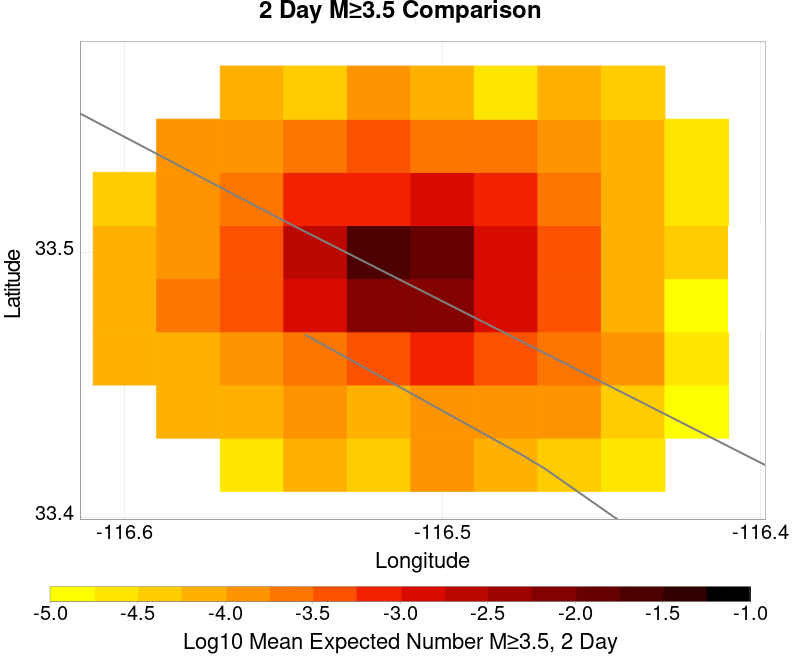 2 Day M≥3.5 Comparison
Latitude
33.5
33.4
-116.6 -116.5 -116.4
Longitude
-5.0 -4.5 -4.0 -3.5 -3.0 -2.5 -2.0 -1.5 -1.0
Log10 Mean Expected Number M≥3.5, 2 Day